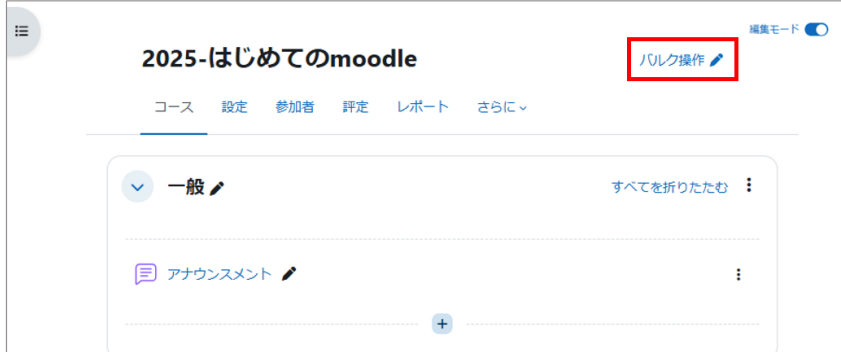 編集モード
2025-はじめてのmoodle
バルク操作
コース 設定 参加者 評定 レポート さらに
一般
すべてを折りたたむ
アナウンスメント